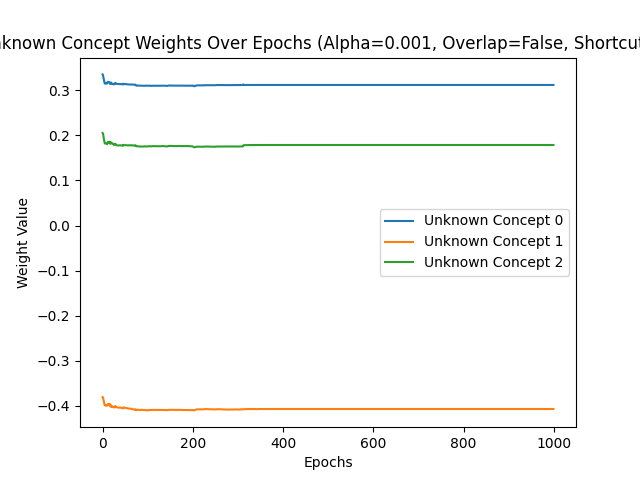 nknown Concept Weights Over Epochs (Alpha=0.001, Overlap=False, Shortcut
0.3
0.2
0.1
0.0
−0.1
−0.2
−0.3
−0.4
Weight Value
Unknown Concept 0
Unknown Concept 1
Unknown Concept 2
0
200
400
600
800
1000
Epochs